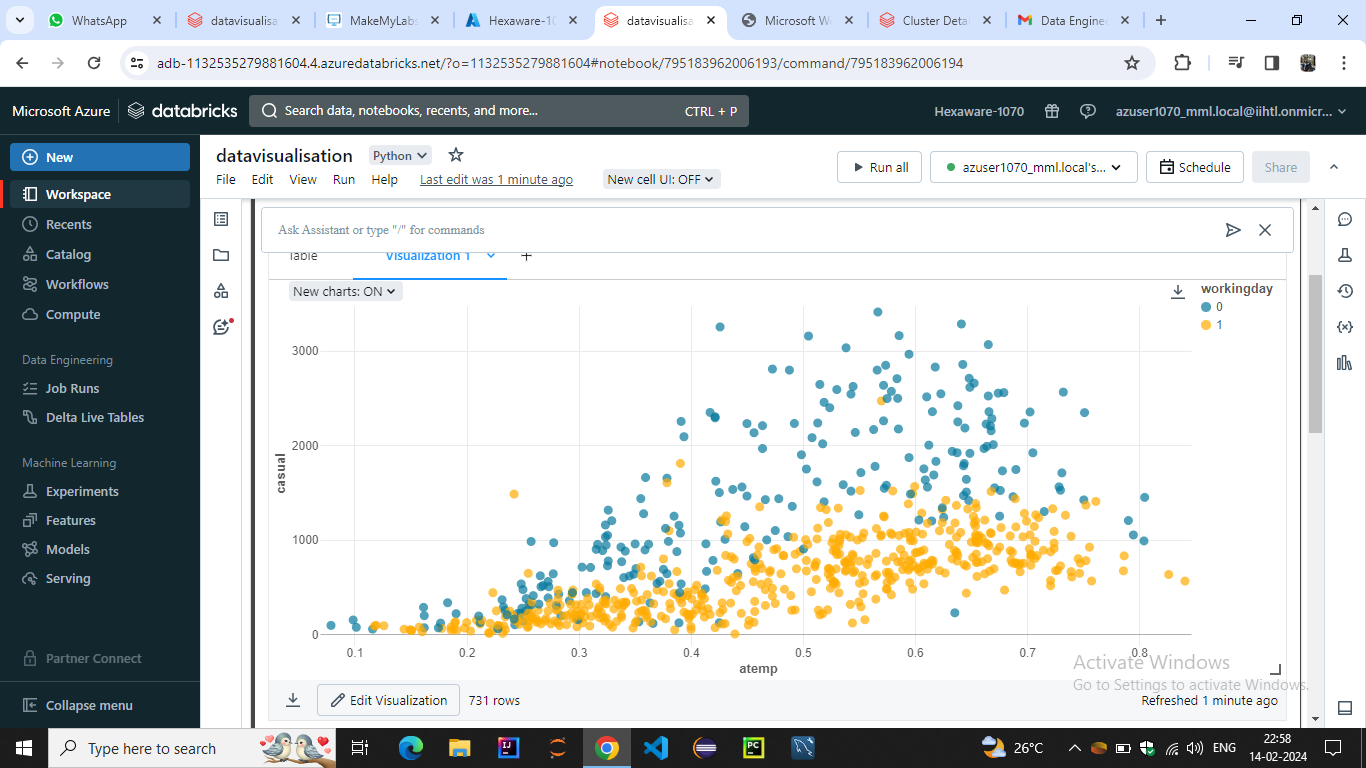 WhatsApp
datavisualisa
MakeMyLabs
Hexaware-10
datavisualisa
Microsoft W
Cluster Detai
Data Enginee
adb-1132535279881604.4.azuredatabricks.net/?o=1132535279881604#notebook/795183962006193/command/795183962006194
Microsoft Azure
databricks
Search data, notebooks, recents, and more...
CTRL + P
Hexaware-1070
azuser1070_mml.local@iihtl.onmicr...
New
Workspace
Recents
Catalog
Workflows
Compute
Data Engineering
Job Runs
Delta Live Tables
Machine Learning
Experiments
Features
Models
Serving
Partner Connect
Collapse menu
datavisualisation
Python
File Edit View Run Help Last edit was 1 minute ago
New cell UI: OFF
Run all
azuser1070_mml.local's...
Schedule
Share
Ask Assistant or type "/" for commands
Table
Visualization 1
+
New charts: ON
workingday
0
1
3000
2000
1000
0
casual
0.1 0.2 0.3 0.4 0.5 0.6 0.7 0.8
atemp
Activate Windows
Go to Settings to activate Windows.
Edit Visualization
731 rows
Refreshed 1 minute ago
Type here to search
26°C
ENG
22:58
14-02-2024